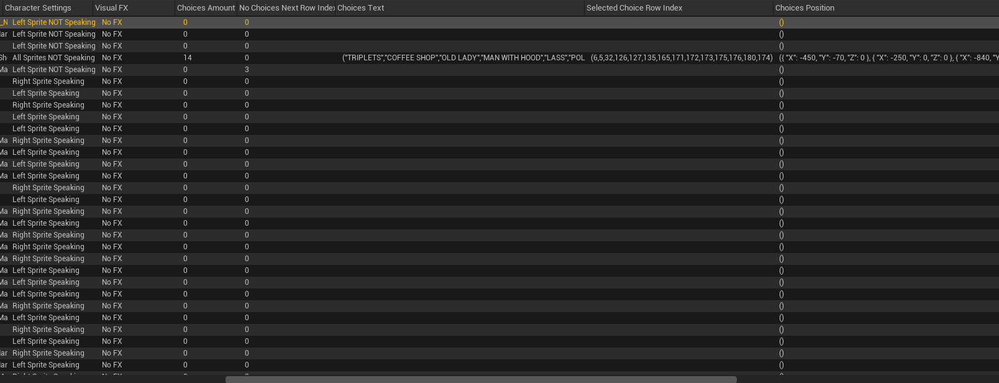 Character Settings Visual FX Choices Amount No Choices Next Row Index Choices Text Selected Choice Row Index Choices Position
_N Left Sprite NOT Speaking No FX 0 0 ()
Left Sprite NOT Speaking No FX 0 0 ()
Left Sprite NOT Speaking No FX 0 0 ()
Sh All Sprites NOT Speaking No FX 14 0 ("TRIPLETS","COFFEE SHOP","OLD LADY","MAN WITH HOOD","LASS","POL (6,5,32,126,127,135,165,171,172,173,175,176,180,174) ({ "X": -450, "Y": -70, "Z": 0 }, { "X": -250, "Y": 0, "Z": 0 }, { "X": -840, "Y
Ma Left Sprite NOT Speaking No FX 0 3 ()
Right Sprite Speaking No FX 0 0 ()
Left Sprite Speaking No FX 0 0 ()
Right Sprite Speaking No FX 0 0 ()
Left Sprite Speaking No FX 0 0 ()
Left Sprite Speaking No FX 0 0 ()
Ma Right Sprite Speaking No FX 0 0 ()
Ma Left Sprite Speaking No FX 0 0 ()
Ma Left Sprite Speaking No FX 0 0 ()
Ma Left Sprite Speaking No FX 0 0 ()
Right Sprite Speaking No FX 0 0 ()
Left Sprite Speaking No FX 0 0 ()
Ma Right Sprite Speaking No FX 0 0 ()
Ma Left Sprite Speaking No FX 0 0 ()
Ma Right Sprite Speaking No FX 0 0 ()
Ma Right Sprite Speaking No FX 0 0 ()
Ma Right Sprite Speaking No FX 0 0 ()
Ma Left Sprite Speaking No FX 0 0 ()
Ma Left Sprite Speaking No FX 0 0 ()
Ma Left Sprite Speaking No FX 0 0 ()
Ma Right Sprite Speaking No FX 0 0 ()
Ma Left Sprite Speaking No FX 0 0 ()
Right Sprite Speaking No FX 0 0 ()
Left Sprite Speaking No FX 0 0 ()
Right Sprite Speaking No FX 0 0 ()
Left Sprite Speaking No FX 0 0 ()